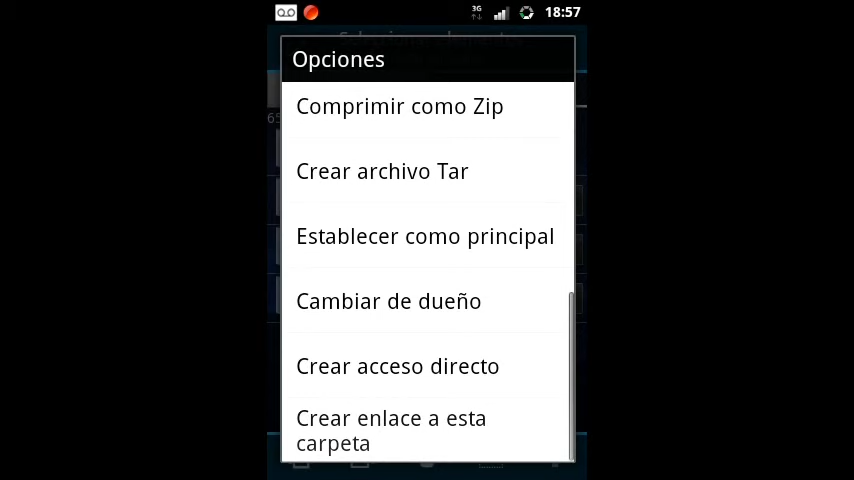 3G
18:57
Opciones
Comprimir como Zip
Crear archivo Tar
Establecer como principal
Cambiar de dueño
Crear acceso directo
Crear enlace a esta
carpeta